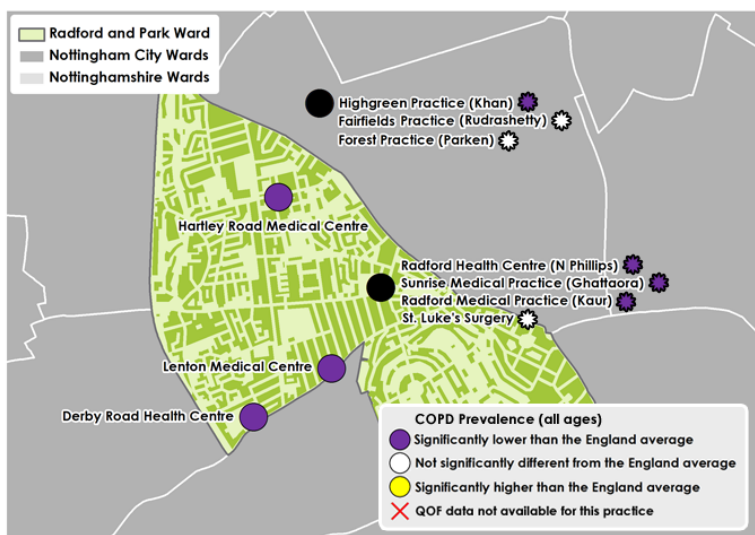 Radford and Park Ward
Nottingham City Wards
Nottinghamshire Wards
Highgreen Practice (Khan)
Fairfields Practice (Rudrashetty)
Forest Practice (Parken)
Hartley Road Medical Centre
Radford Health Centre (N Phillips)
Sunrise Medical Practice (Ghattaora)
Radford Medical Practice (Kaur)
St. Luke's Surgery
Lenton Medical Centre
Derby Road Health Centre
COPD Prevalence (all ages)
Significantly lower than the England average
Not significantly different from the England average
Significantly higher than the England average
QOF data not available for this practice